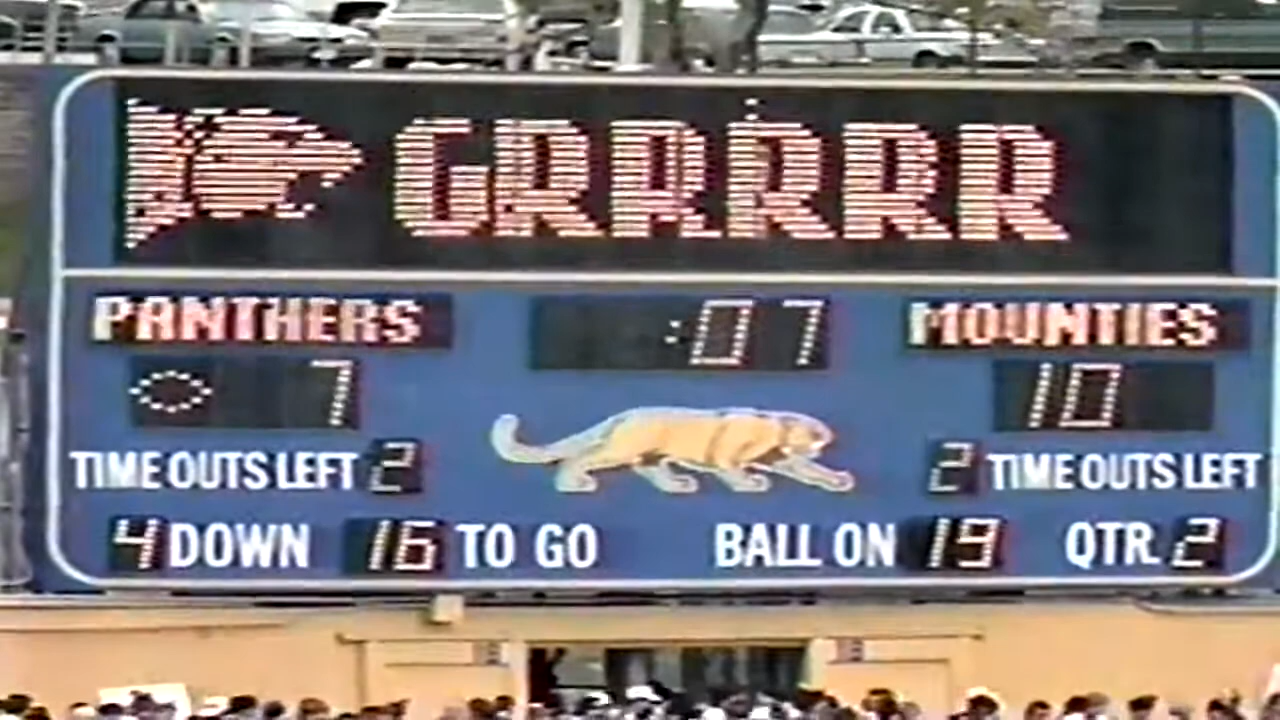 GRRRRR
PANTHERS :07 MOUNTIES
7 10
TIME OUTS LEFT 2 2 TIME OUTS LEFT
4 DOWN 16 TO GO BALL ON 19 QTR. 2